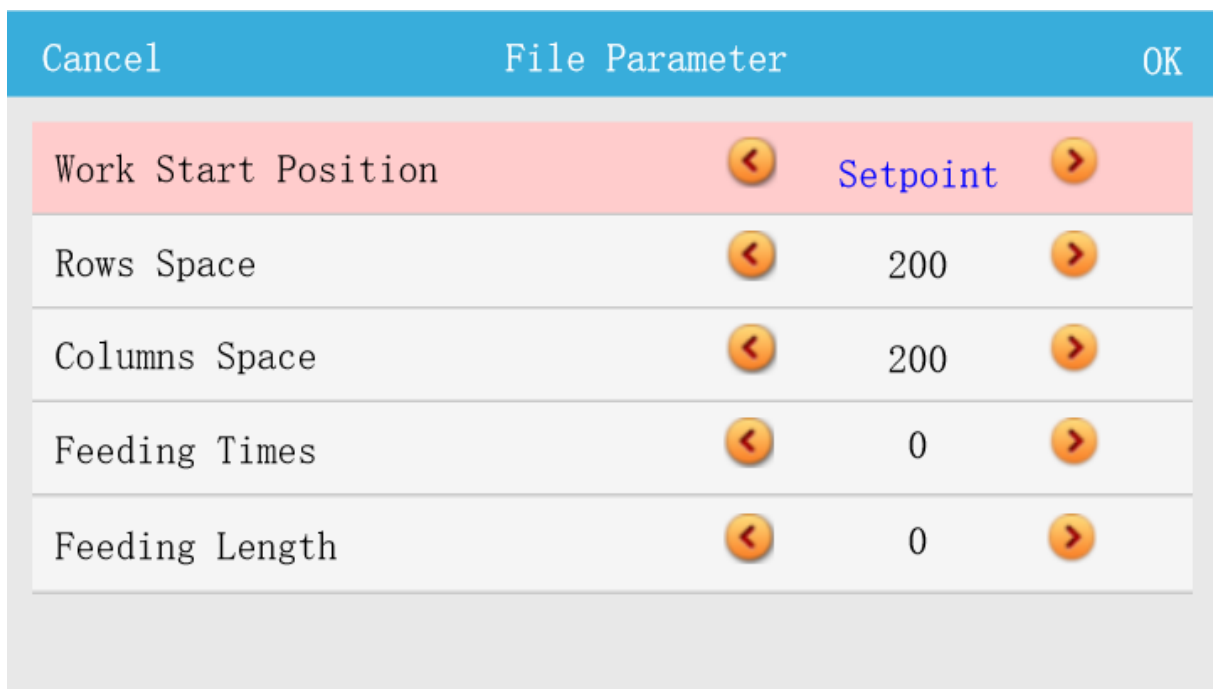 Cancel File Parameter OK
Work Start Position Setpoint
Rows Space 200
Columns Space 200
Feeding Times 0
Feeding Length 0